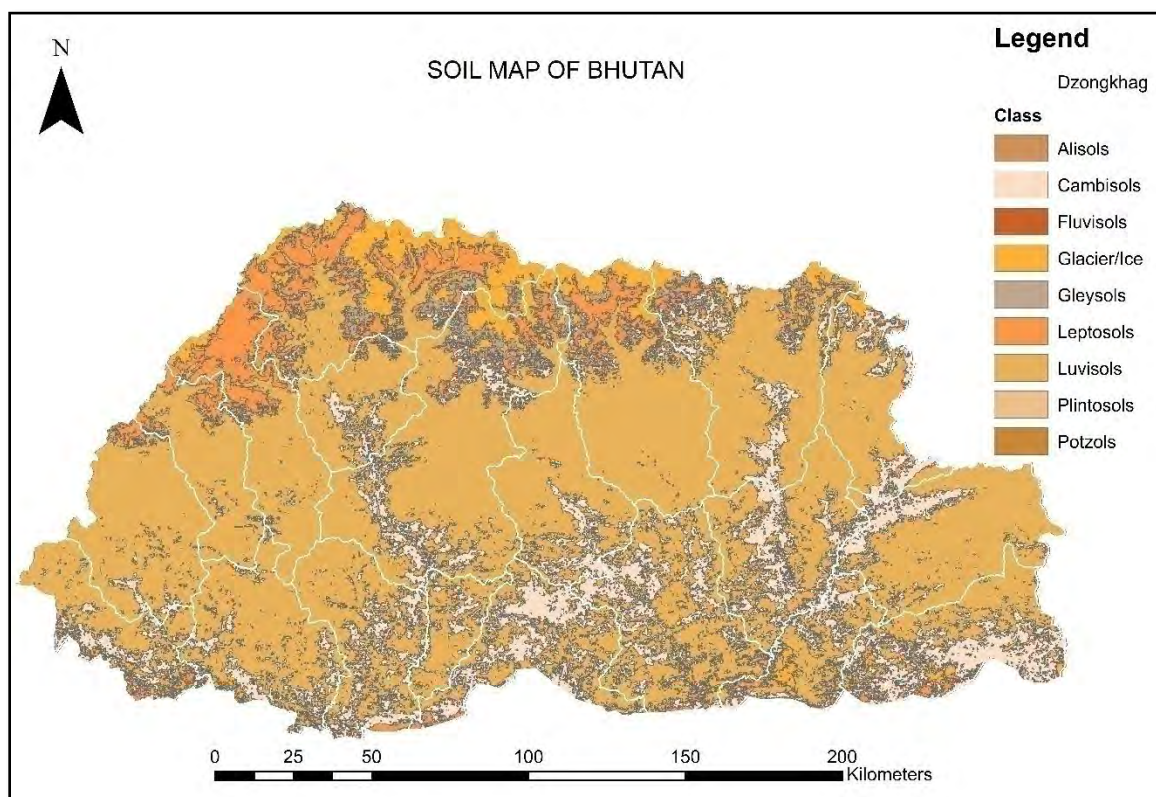 N
SOIL MAP OF BHUTAN
Legend
Dzongkhag
Class
Alisols
Cambisols
Fluvisols
Glacier/Ice
Gleysols
Leptosols
Luvisols
Plintosols
Potzols
0 25 50 100 150 200
Kilometers